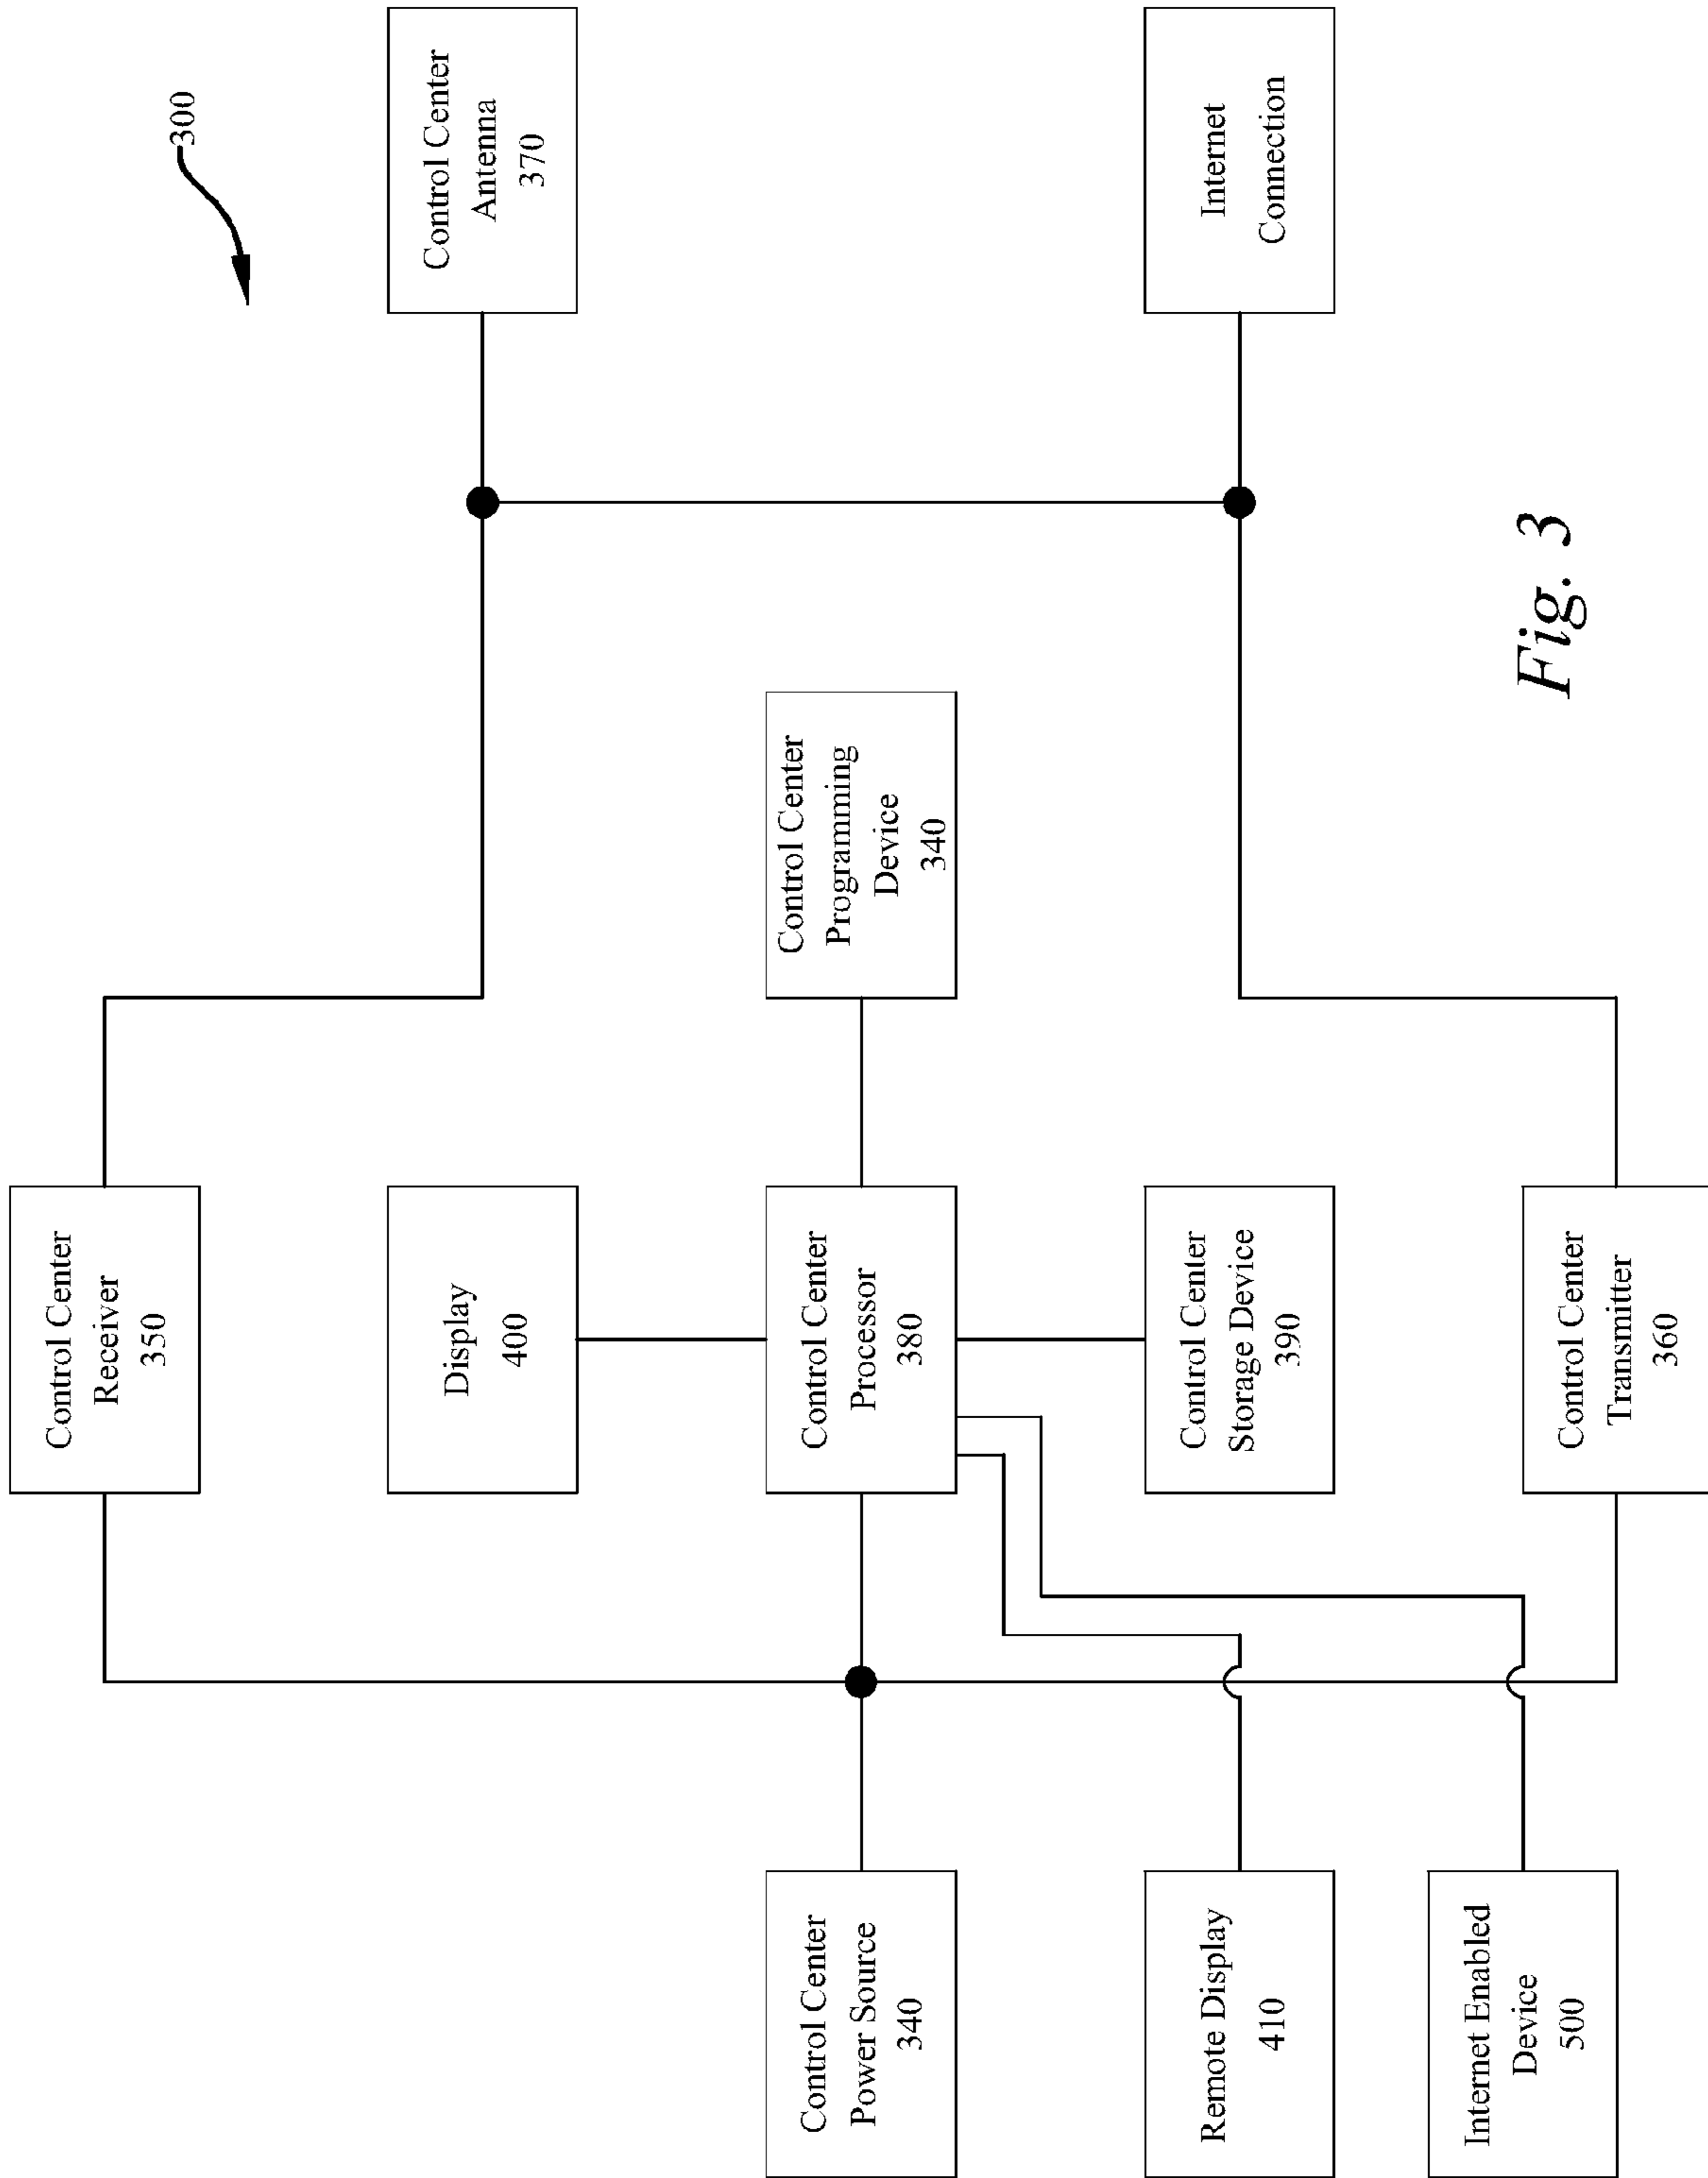 300
Control Center
Receiver
350
Control Center
Antenna
370
Display
400
Control Center
Power Source
340
Control Center
Processor
380
Control Center
Programming
Device
340
Remote Display
410
Control Center
Storage Device
390
Internet
Connection
Internet Enabled
Device
500
Control Center
Transmitter
360
Fig. 3